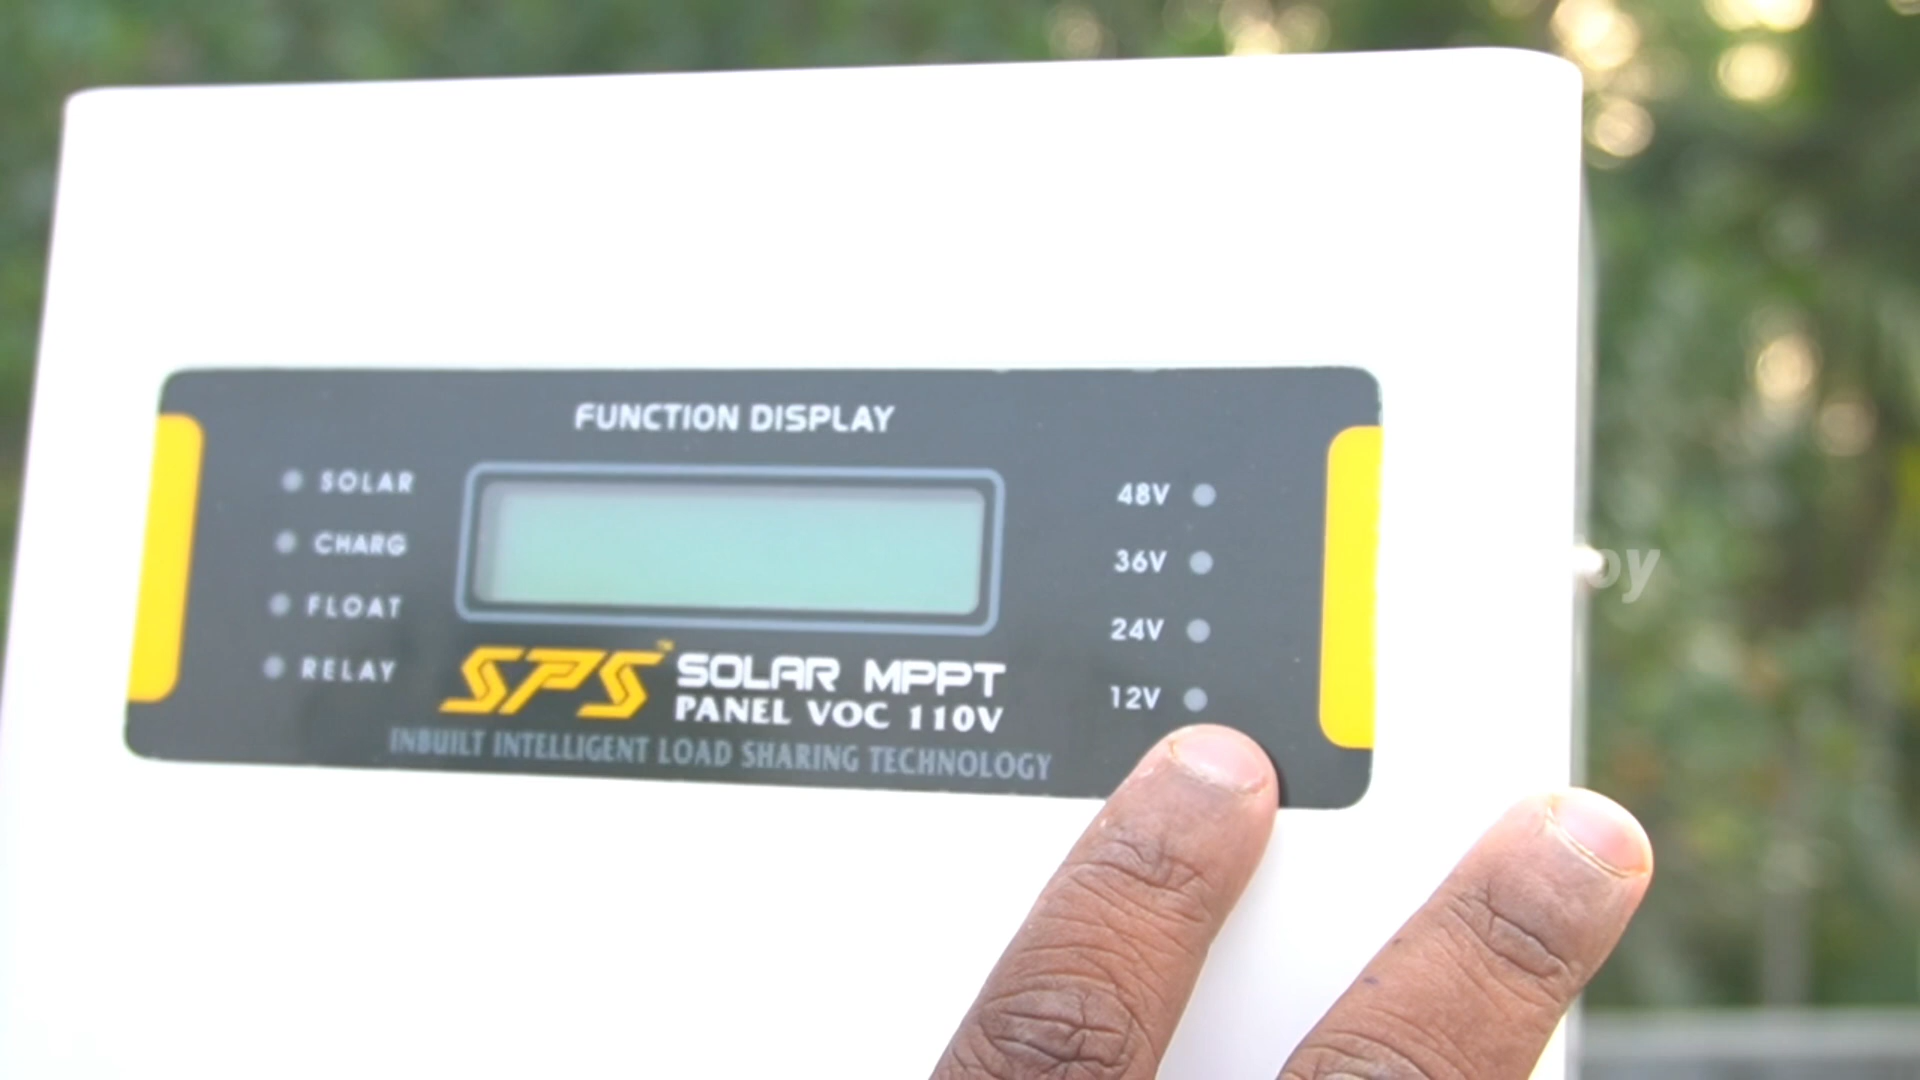 FUNCTION DISPLAY
SOLAR
CHARG
FLOAT
RELAY
48V
36V
24V
12V
SPS™ SOLAR MPPT
PANEL VOC 110V
INBUILT INTELLIGENT LOAD SHARING TECHNOLOGY